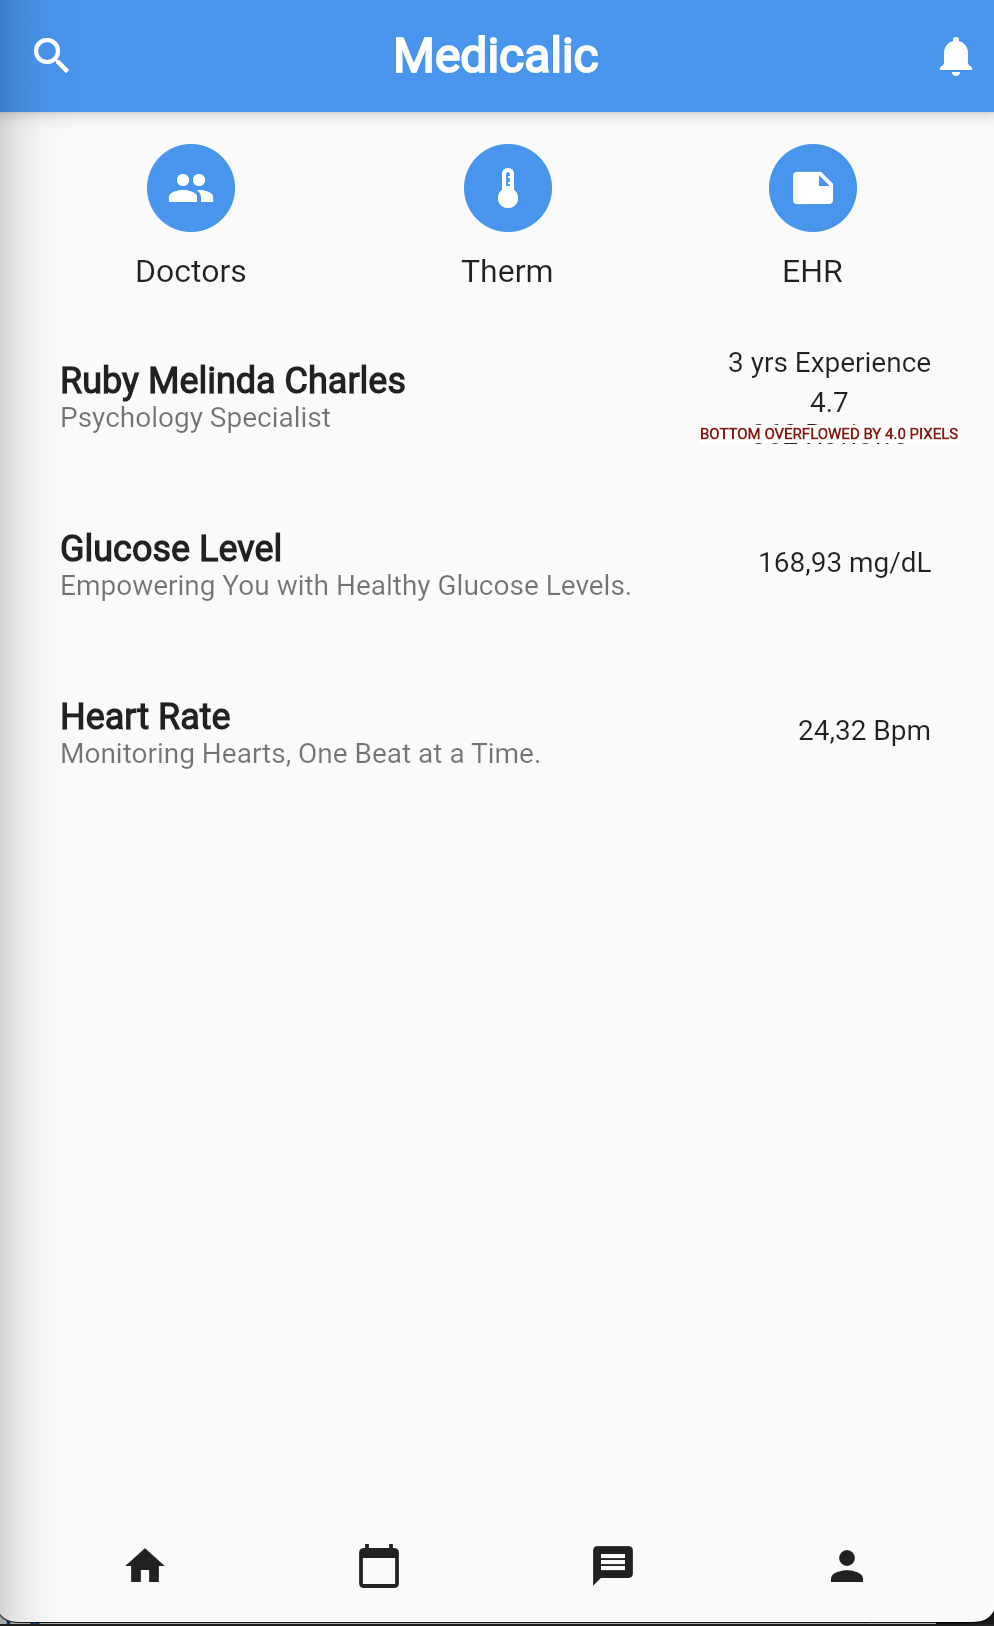 Medicalic
Doctors
Therm
EHR
Ruby Melinda Charles
Psychology Specialist
3 yrs Experience
4.7
BOTTOM OVERFLOWED BY 4.0 PIXELS
Glucose Level
Empowering You with Healthy Glucose Levels.
168,93 mg/dL
Heart Rate
Monitoring Hearts, One Beat at a Time.
24,32 Bpm